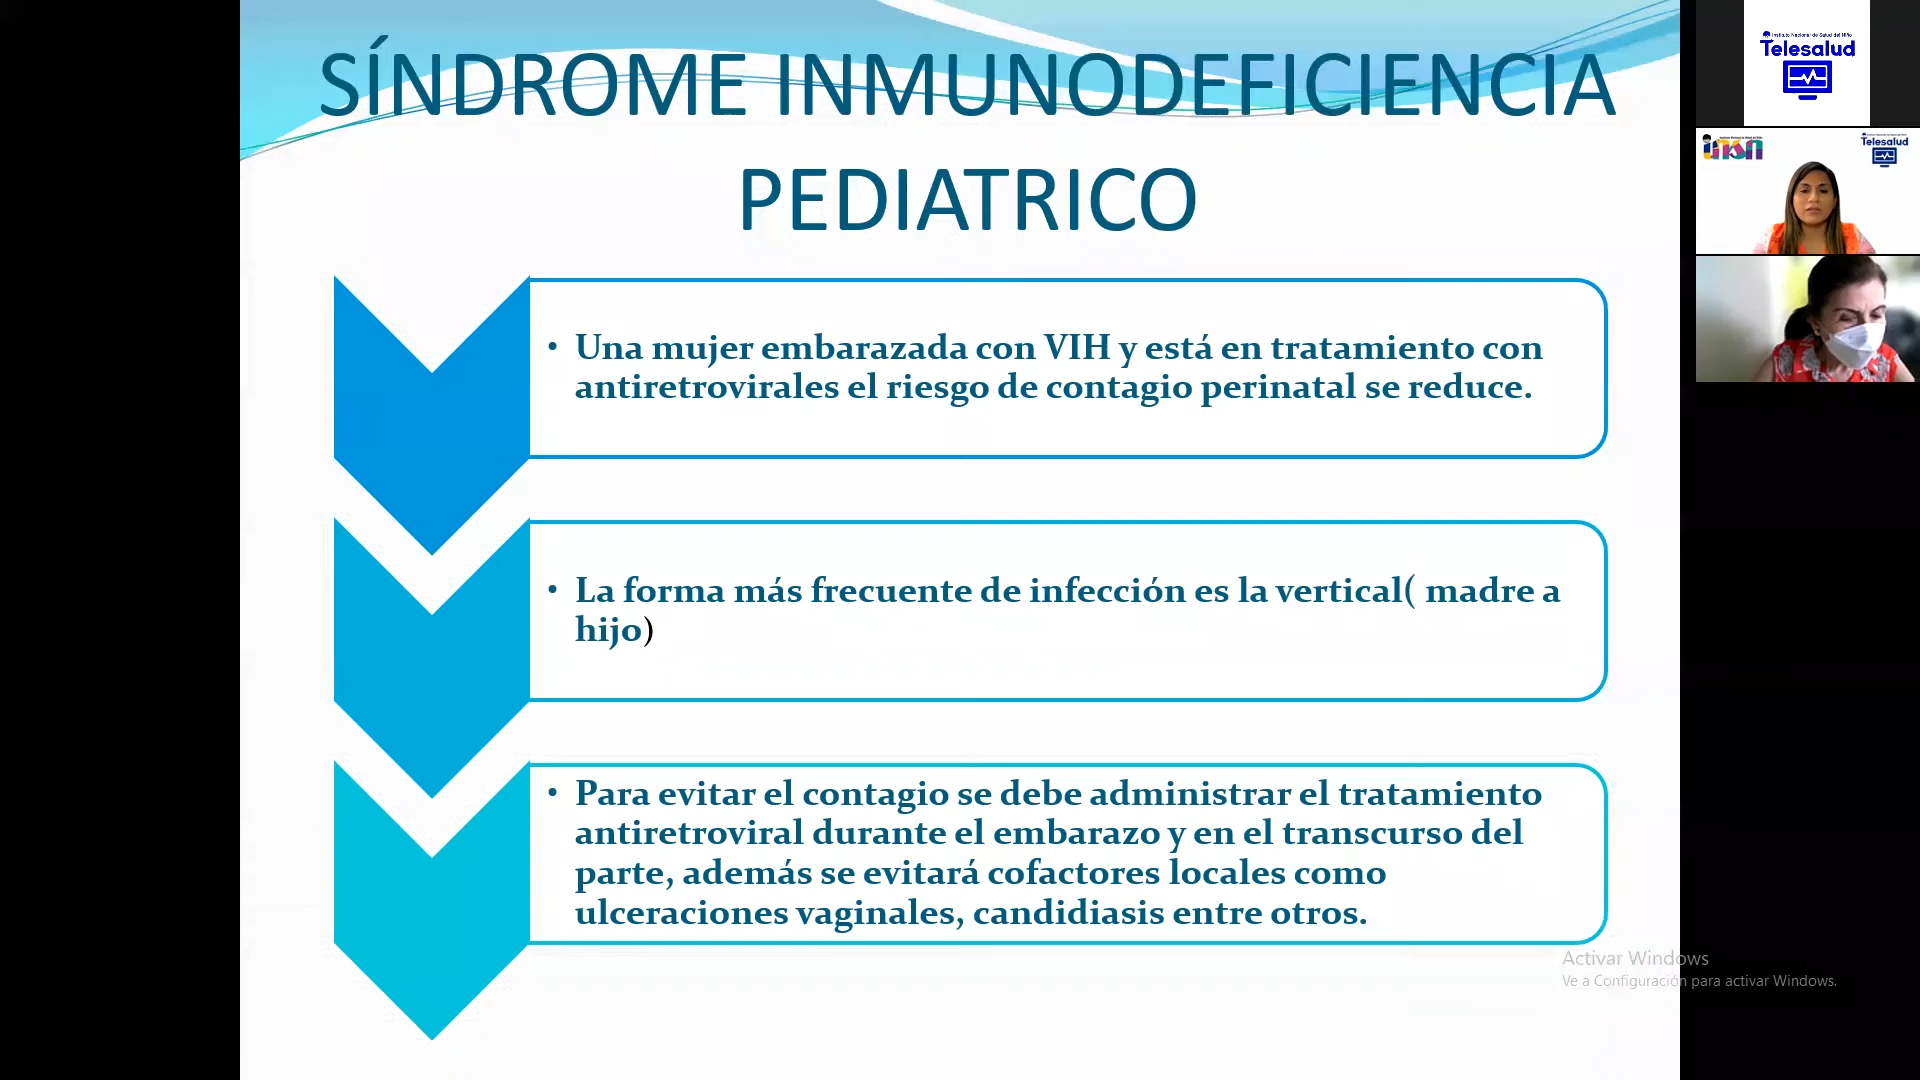 SÍNDROME INMUNODEFICIENCIA
PEDIATRICO
• Una mujer embarazada con VIH y está en tratamiento con
antiretrovirales el riesgo de contagio perinatal se reduce.
• La forma más frecuente de infección es la vertical( madre a
hijo)
• Para evitar el contagio se debe administrar el tratamiento
antiretroviral durante el embarazo y en el transcurso del
parte, además se evitará cofactores locales como
ulceraciones vaginales, candidiasis entre otros.
Activar Windows
Ve a Configuración para activar Windows.
Instituto Nacional de Salud del Niño
Telesalud
insn
Telesalud